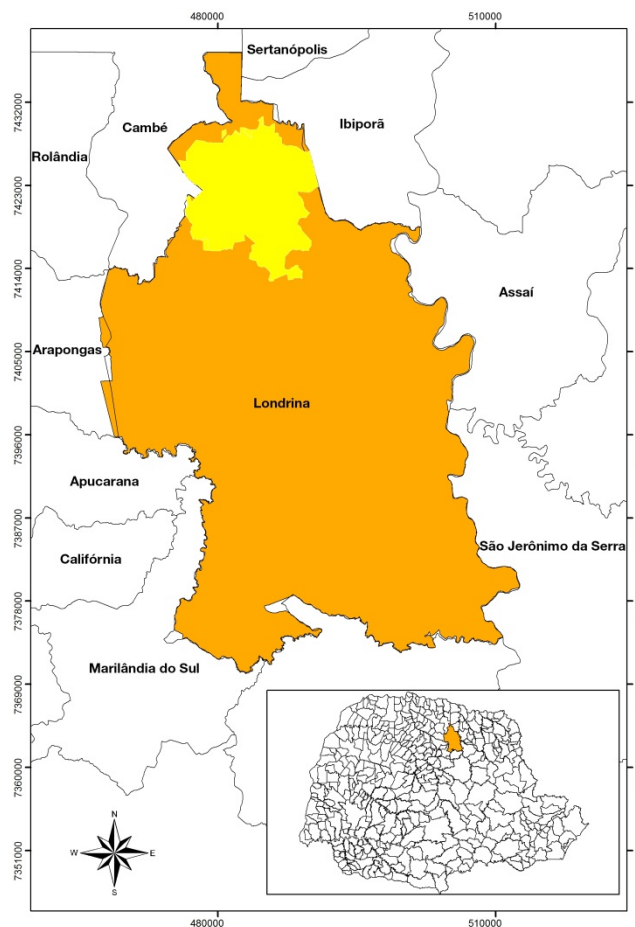 480000
510000
Sertanópolis
7432000
Cambé
Ibiporã
Rolândia
7423000
7414000
Assaí
Arapongas
7405000
Londrina
7396000
Apucarana
7387000
Califórnia
São Jerônimo da Serra
7378000
Marilândia do Sul
7369000
7360000
N
W
E
S
7351000
480000
510000